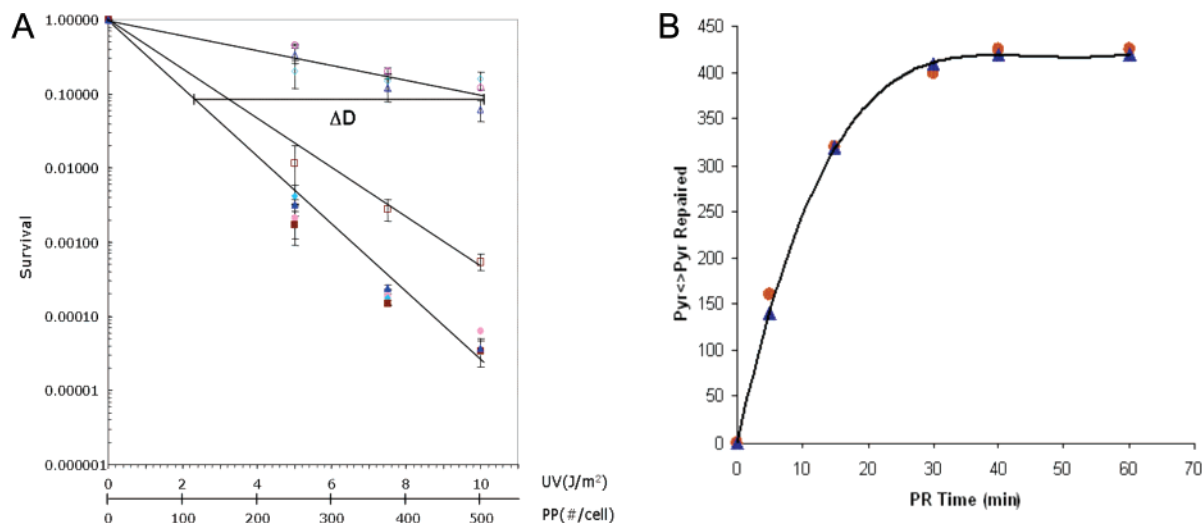 A
1.00000
0.10000
0.01000
0.00100
0.00010
0.00001
0.000001
Survival
ΔD
0 2 4 6 8 10 UV(J/m²)
0 100 200 300 400 500 PP(#/cell)
B
450
400
350
300
250
200
150
100
50
0
Pyr<>Pyr Repaired
0 10 20 30 40 50 60 70
PR Time (min)